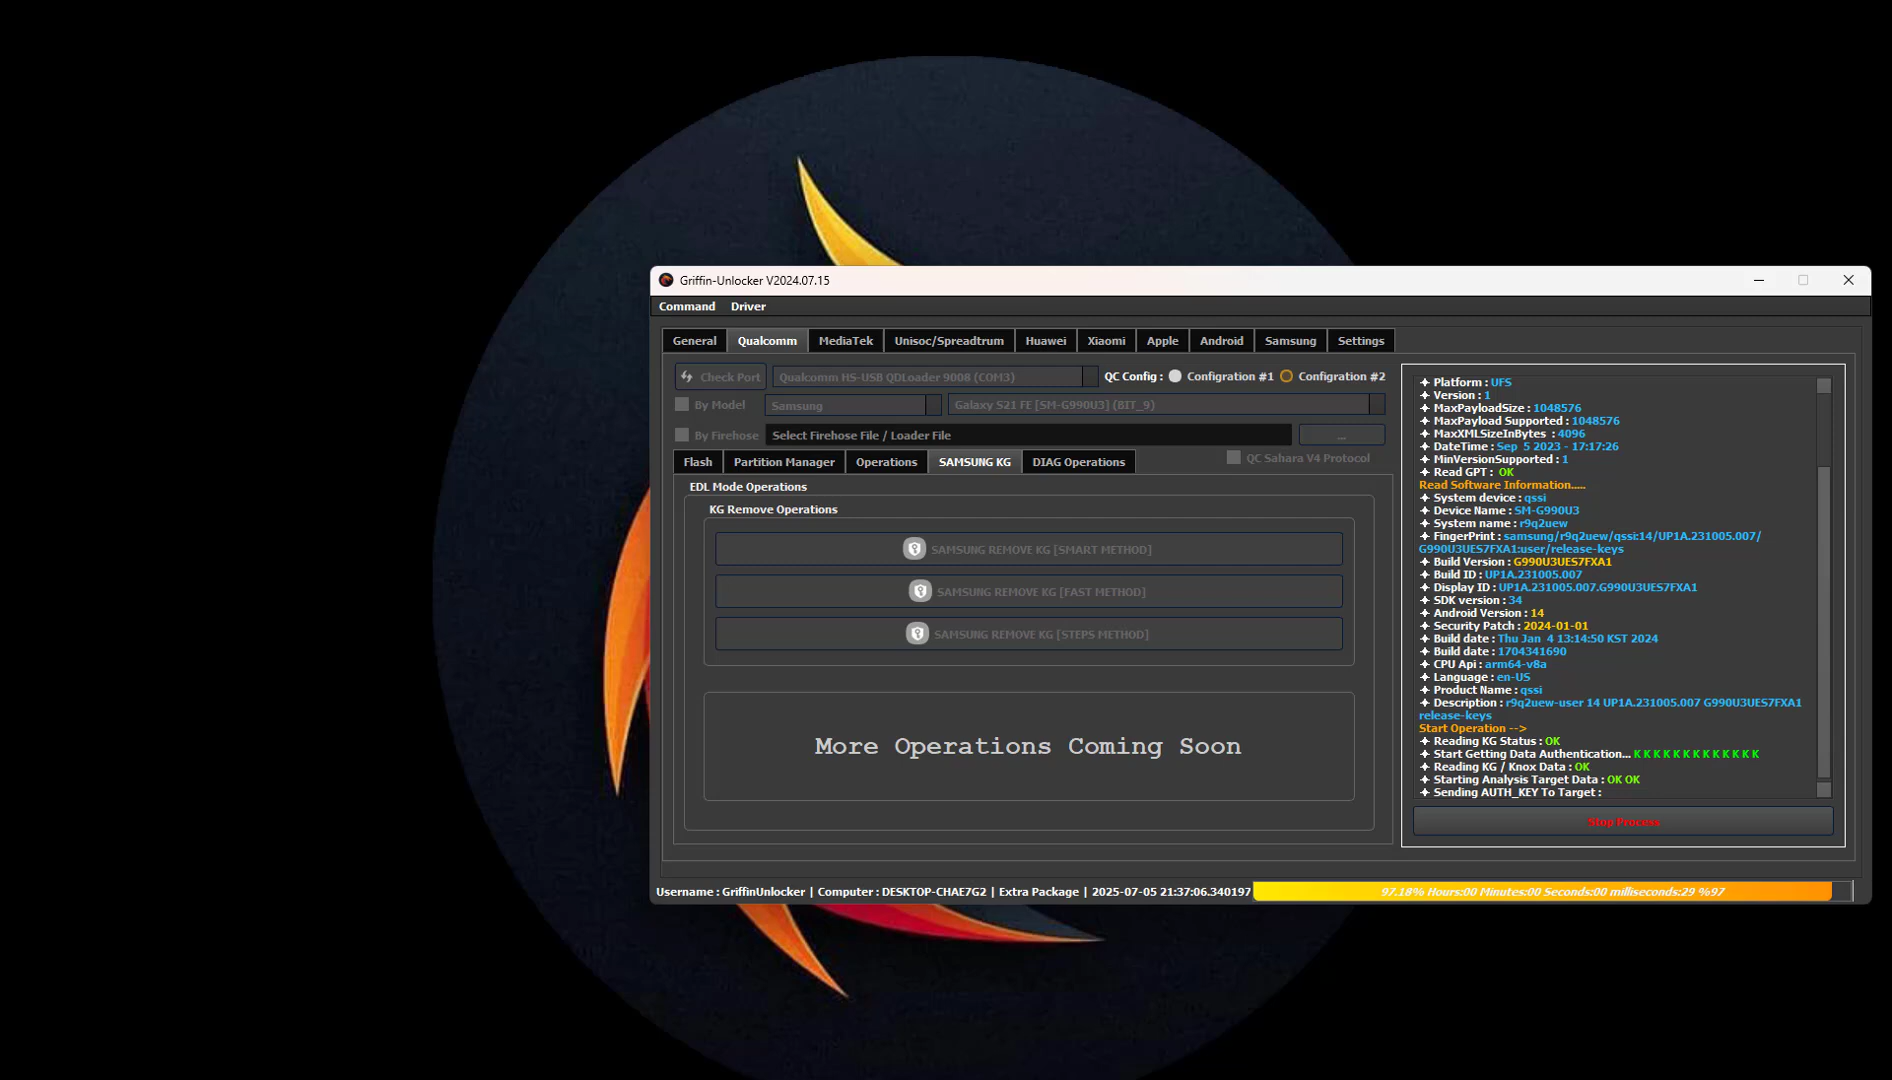 Griffin-Unlocker V2024.07.15
Command Driver
General Qualcomm MediaTek Unisoc/Spreadtrum Huawei Xiaomi Apple Android Samsung Settings
Check Port Qualcomm HS-USB QDLoader 9008 (COM3) QC Config : Configration #1 Configration #2
By Model Samsung Galaxy S21 FE [SM-G990U3] (BIT_9)
By Firehose Select Firehose File / Loader File ...
Flash Partition Manager Operations SAMSUNG KG DIAG Operations QC Sahara V4 Protocol
EDL Mode Operations
KG Remove Operations
SAMSUNG REMOVE KG [SMART METHOD]
SAMSUNG REMOVE KG [FAST METHOD]
SAMSUNG REMOVE KG [STEPS METHOD]
More Operations Coming Soon
Platform : UFS
Version : 1
MaxPayloadSize : 1048576
MaxPayload Supported : 1048576
MaxXMLSizeInBytes : 4096
DateTime : Sep 5 2023 - 17:17:26
MinVersionSupported : 1
Read GPT : OK
Read Software Information.....
System device : qssi
Device Name : SM-G990U3
System name : r9q2uew
FingerPrint : samsung/r9q2uew/qssi:14/UP1A.231005.007/
G990U3UES7FXA1:user/release-keys
Build Version : G990U3UES7FXA1
Build ID : UP1A.231005.007
Display ID : UP1A.231005.007.G990U3UES7FXA1
SDK version : 34
Android Version : 14
Security Patch : 2024-01-01
Build date : Thu Jan 4 13:14:50 KST 2024
Build date : 1704341690
CPU Api : arm64-v8a
Language : en-US
Product Name : qssi
Description : r9q2uew-user 14 UP1A.231005.007 G990U3UES7FXA1
release-keys
Start Operation -->
Reading KG Status : OK
Start Getting Data Authentication... K K K K K K K K K K K K K
Reading KG / Knox Data : OK
Starting Analysis Target Data : OK OK
Sending AUTH_KEY To Target :
Stop Process
Username : GriffinUnlocker | Computer : DESKTOP-CHAE7G2 | Extra Package | 2025-07-05 21:37:06.340197 97.18% Hours:00 Minutes:00 Seconds:00 milliseconds:29 %97